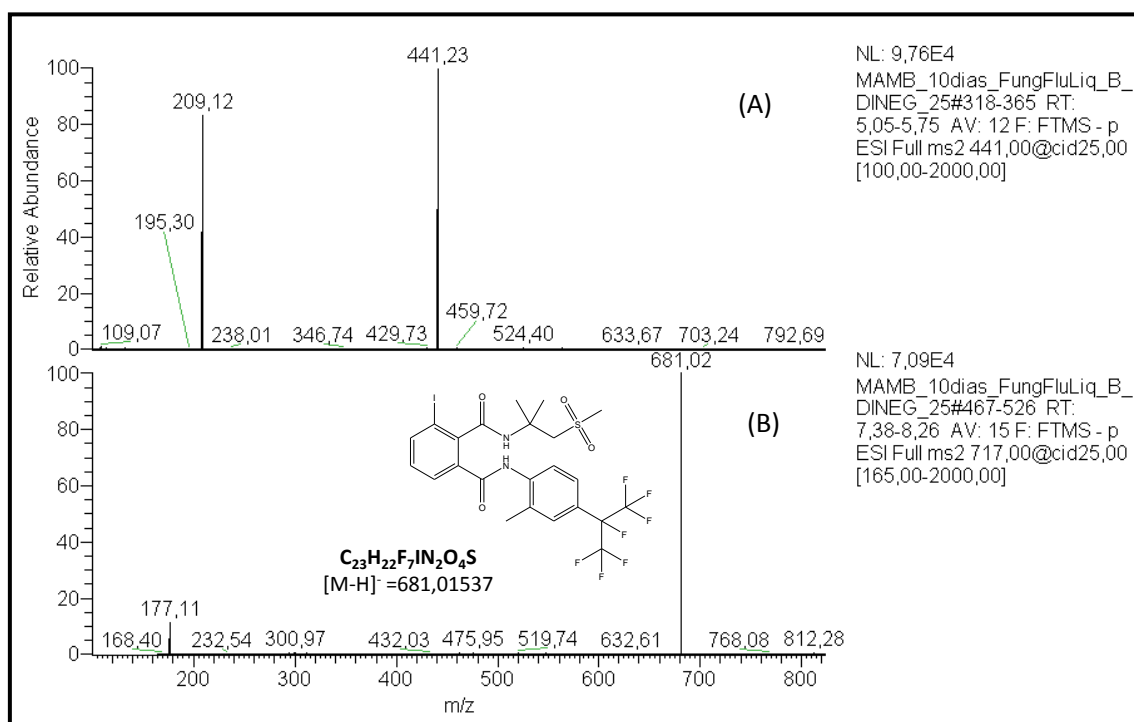 NL: 9,76E4
MAMB_10dias_FungFluLiq_B_
DINEG_25#318-365 RT:
5,05-5,75 AV: 12 F: FTMS - p
ESI Full ms2 441,00@cid25,00
[100,00-2000,00]
(A)
Relative Abundance
100
80
60
40
20
0
441,23
209,12
195,30
459,72
109,07 238,01 346,74 429,73 524,40 633,67 703,24 792,69
NL: 7,09E4
MAMB_10dias_FungFluLiq_B_
DINEG_25#467-526 RT:
7,38-8,26 AV: 15 F: FTMS - p
ESI Full ms2 717,00@cid25,00
[165,00-2000,00]
(B)
681,02
100
80
60
40
20
0
I
O
N
H
S
O
O
HN
O
F
F
F
F
F
F
F
C23H22F7IN2O4S
[M-H]- =681,01537
177,11
168,40 232,54 300,97 432,03 475,95 519,74 632,61 768,08 812,28
200 300 400 500 600 700 800
m/z